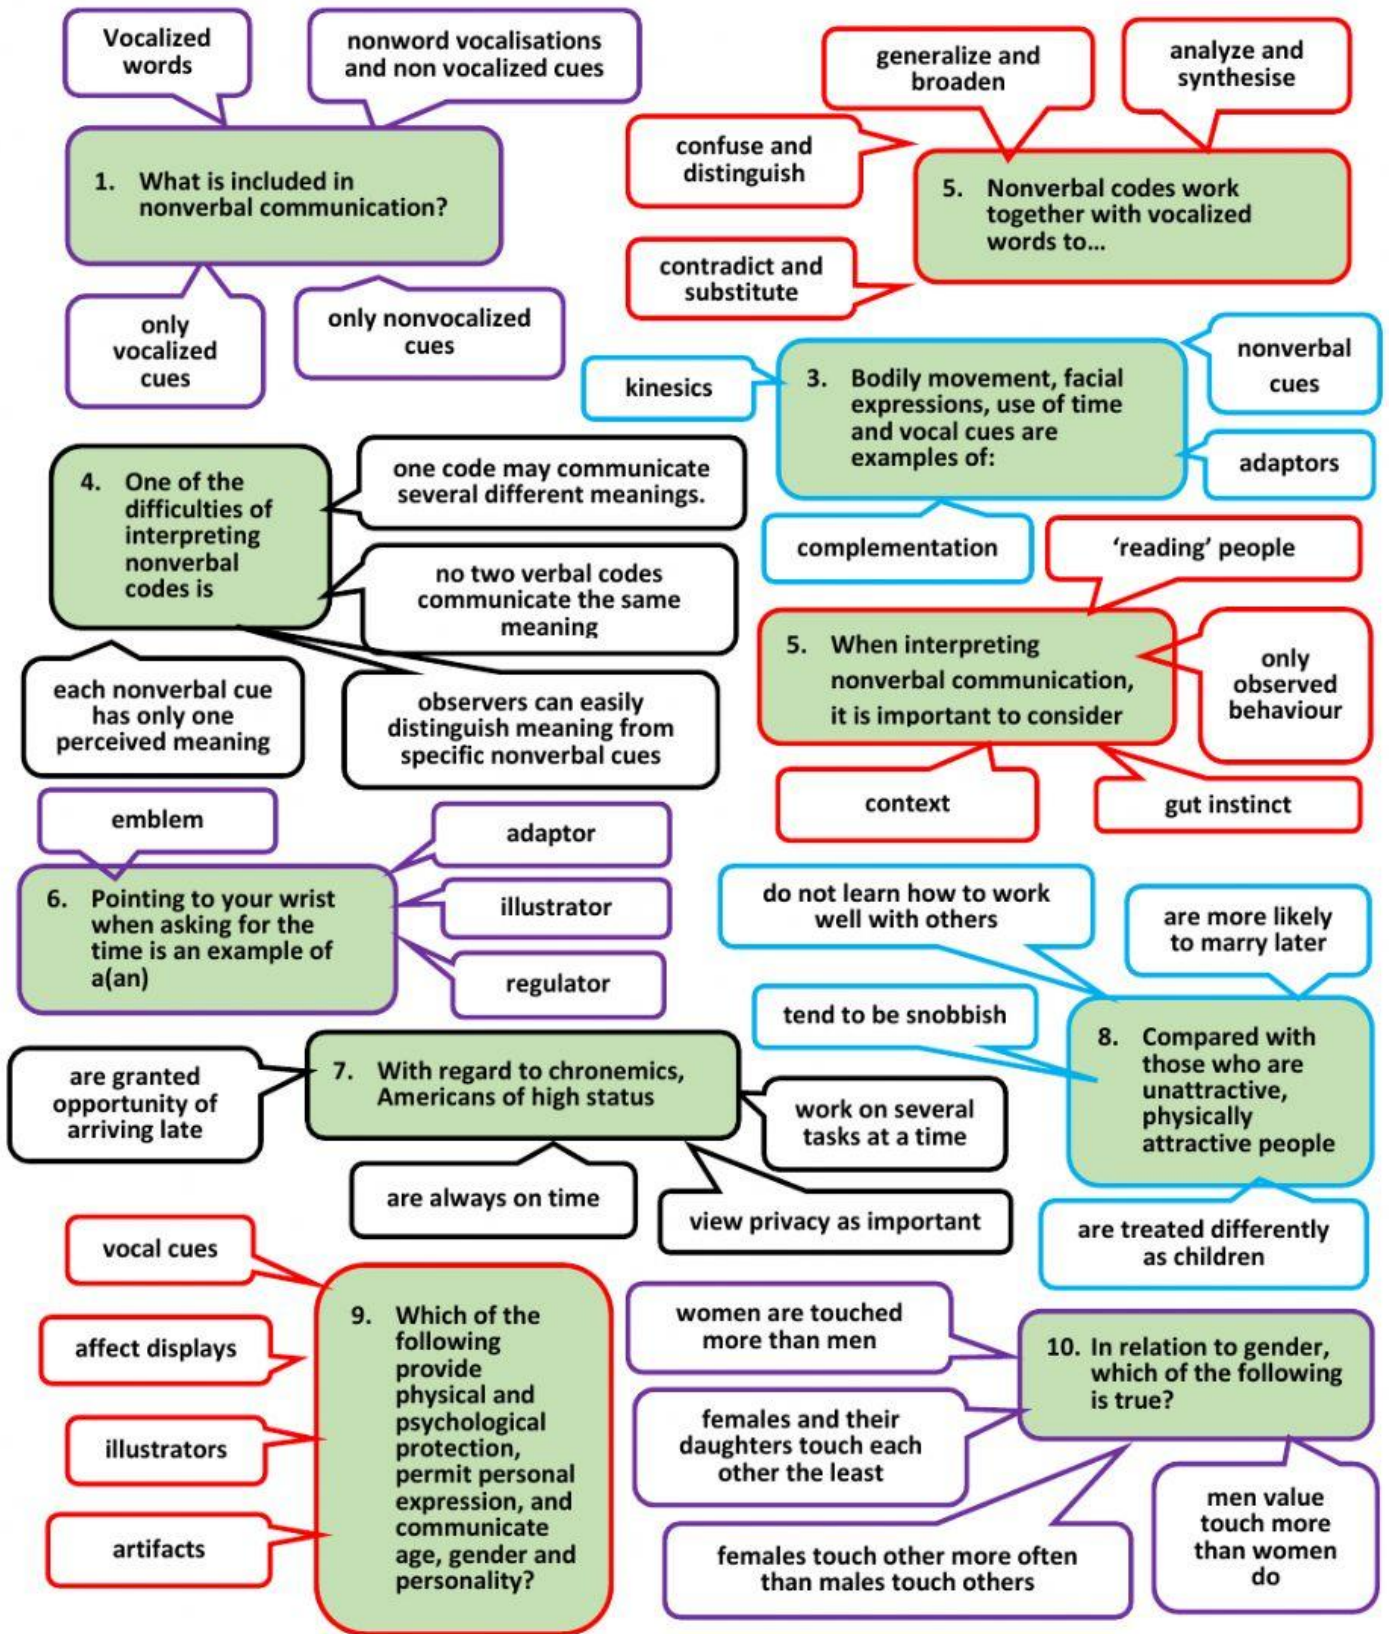 Vocalized
words
nonword vocalisations
and non vocalized cues
1. What is included in
nonverbal communication?
only
vocalized
cues
only nonvocalized
cues
generalize and
broaden
analyze and
synthesise
confuse and
distinguish
5. Nonverbal codes work
together with vocalized
words to...
contradict and
substitute
kinesics
3. Bodily movement, facial
expressions, use of time
and vocal cues are
examples of:
nonverbal
cues
adaptors
complementation
4. One of the
difficulties of
interpreting
nonverbal
codes is
one code may communicate
several different meanings.
no two verbal codes
communicate the same
meaning
each nonverbal cue
has only one
perceived meaning
observers can easily
distinguish meaning from
specific nonverbal cues
'reading' people
5. When interpreting
nonverbal communication,
it is important to consider
only
observed
behaviour
context
gut instinct
emblem
adaptor
6. Pointing to your wrist
when asking for the
time is an example of
a(an)
illustrator
regulator
do not learn how to work
well with others
are more likely
to marry later
tend to be snobbish
8. Compared with
those who are
unattractive,
physically
attractive people
are treated differently
as children
are granted
opportunity of
arriving late
7. With regard to chronemics,
Americans of high status
work on several
tasks at a time
are always on time
view privacy as important
vocal cues
affect displays
illustrators
artifacts
9. Which of the
following
provide
physical and
psychological
protection,
permit personal
expression, and
communicate
age, gender and
personality?
women are touched
more than men
10. In relation to gender,
which of the following
is true?
females and their
daughters touch each
other the least
females touch other more often
than males touch others
men value
touch more
than women
do